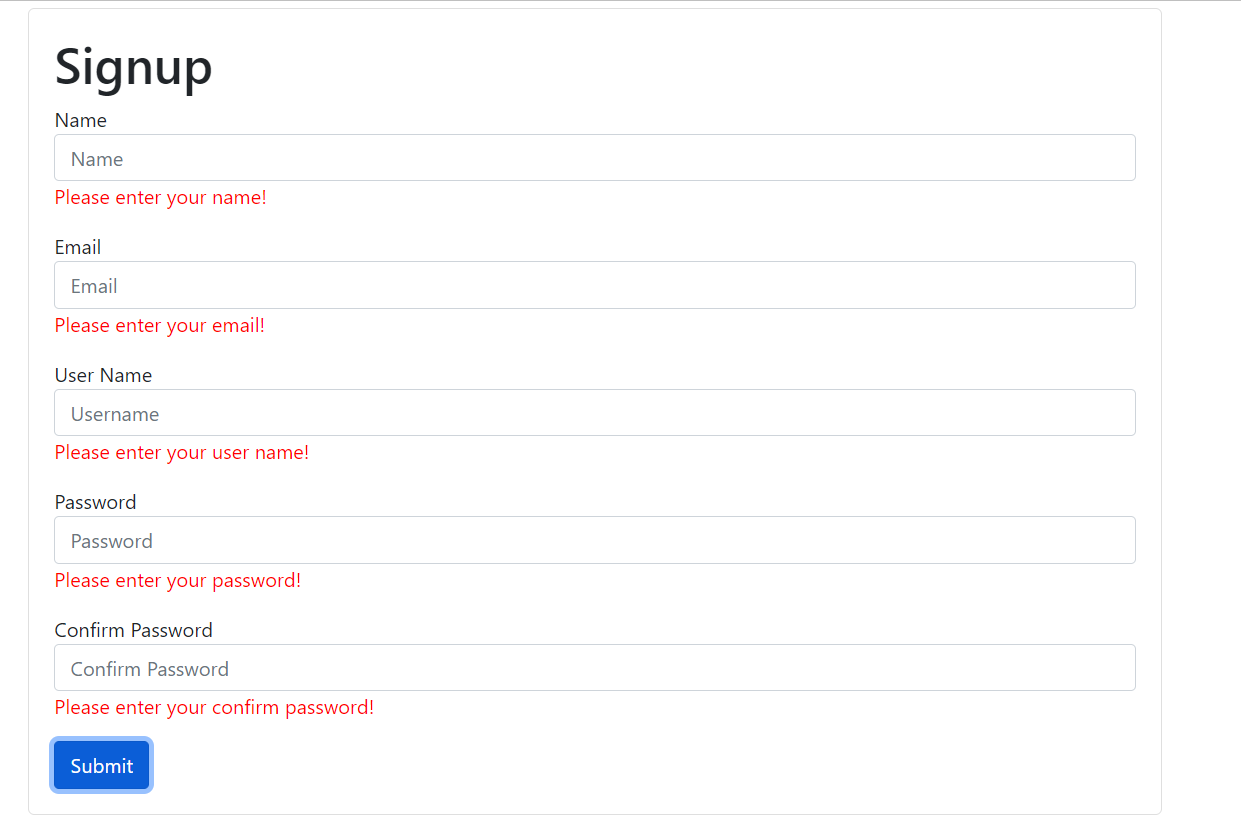 Signup
Name
Name
Please enter your name!
Email
Email
Please enter your email!
User Name
Username
Please enter your user name!
Password
Password
Please enter your password!
Confirm Password
Confirm Password
Please enter your confirm password!
Submit